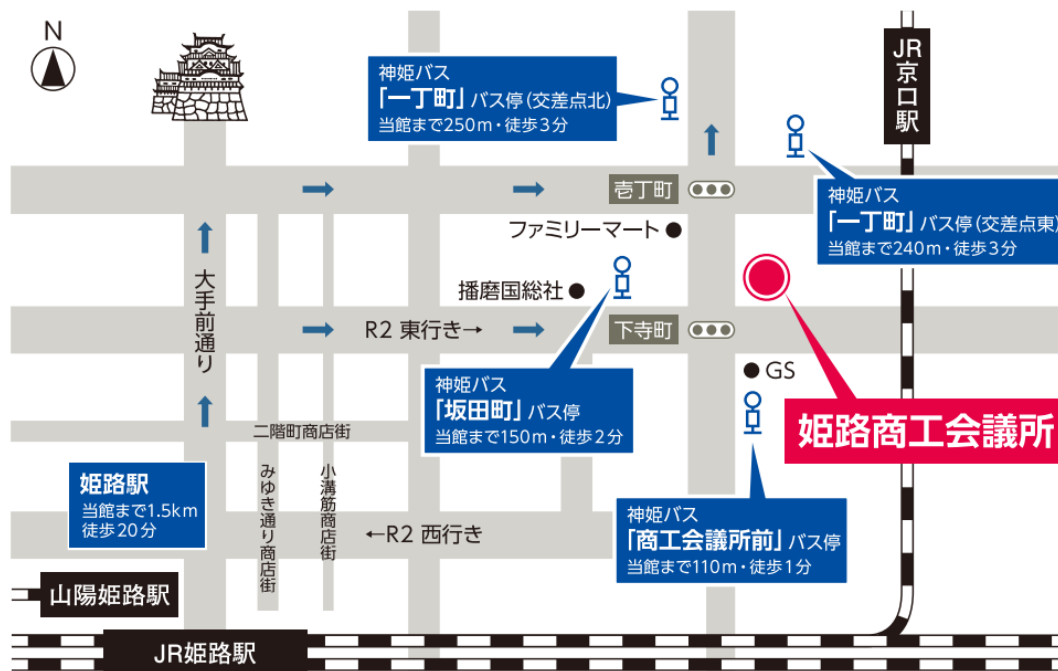 N
神姫バス
「一丁町」バス停(交差点北)
当館まで250m・徒歩3分
JR京口駅
壱丁町
神姫バス
「一丁町」バス停(交差点東)
当館まで240m・徒歩3分
ファミリーマート
播磨国総社
大手前通り
R2 東行き→
下寺町
GS
神姫バス
「坂田町」バス停
当館まで150m・徒歩2分
姫路商工会議所
二階町商店街
みゆき通り商店街
小溝筋商店街
姫路駅
当館まで1.5km
徒歩20分
←R2 西行き
神姫バス
「商工会議所前」バス停
当館まで110m・徒歩1分
山陽姫路駅
JR姫路駅